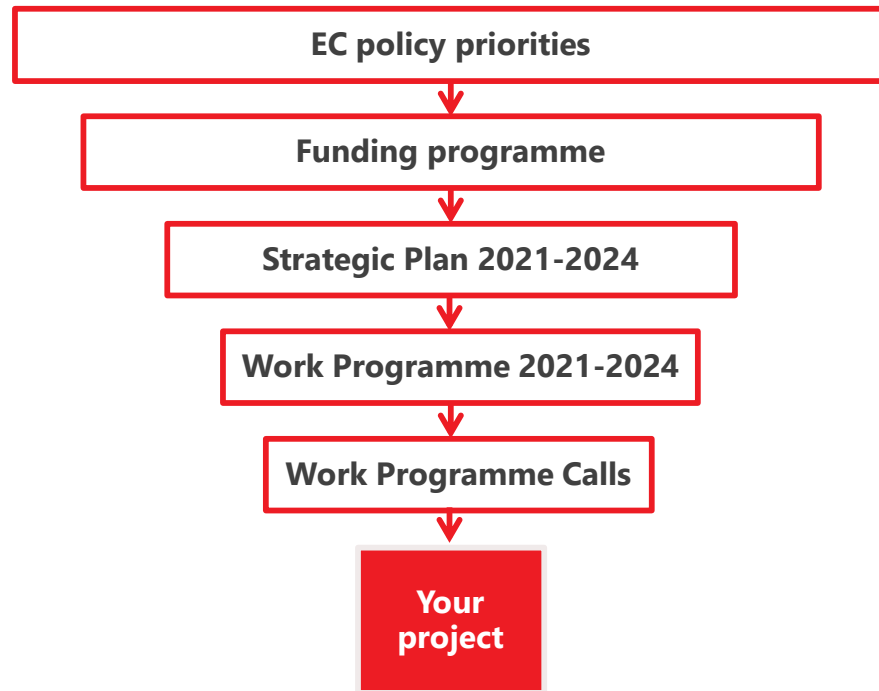 EC policy priorities
Funding programme
Strategic Plan 2021-2024
Work Programme 2021-2024
Work Programme Calls
Your
project